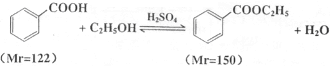 COOH
+ C₂H₅OH
H₂SO₄
⇌
COOC₂H₅
+ H₂O
(Mr=122)
(Mr=150)